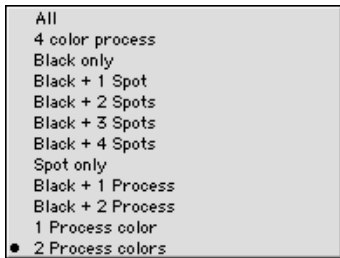 All
4 color process
Black only
Black + 1 Spot
Black + 2 Spots
Black + 3 Spots
Black + 4 Spots
Spot only
Black + 1 Process
Black + 2 Process
1 Process color
2 Process colors